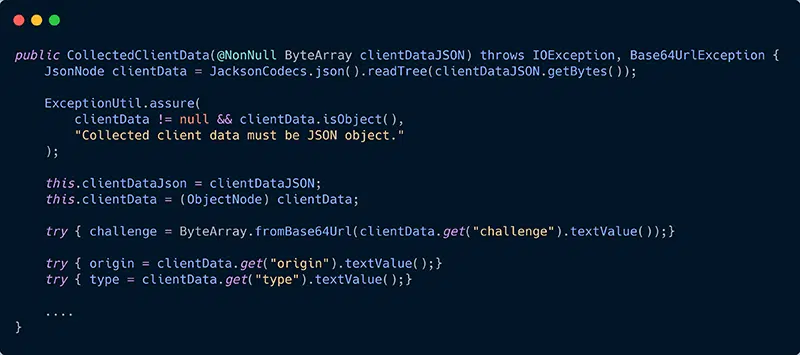 public CollectedClientData(@NonNull ByteArray clientDataJSON) throws IOException, Base64UrlException {
    JsonNode clientData = JacksonCodecs.json().readTree(clientDataJSON.getBytes());

    ExceptionUtil.assure(
        clientData != null && clientData.isObject(),
        "Collected client data must be JSON object."
    );

    this.clientDataJson = clientDataJSON;
    this.clientData = (ObjectNode) clientData;

    try { challenge = ByteArray.fromBase64Url(clientData.get("challenge").textValue());}

    try { origin = clientData.get("origin").textValue();}
    try { type = clientData.get("type").textValue();}

    ....
}